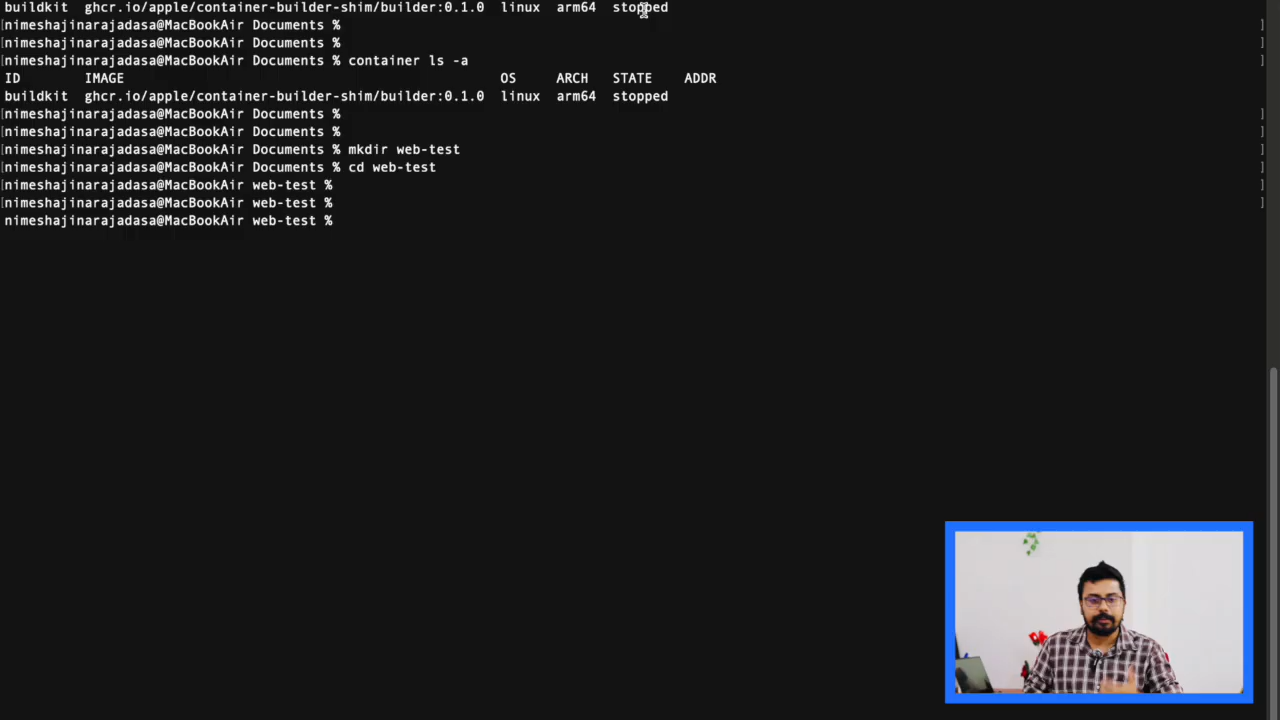 buildkit  ghcr.io/apple/container-builder-shim/builder:0.1.0  linux  arm64  stopped
[nimeshajinarajadasa@MacBookAir Documents % ]
[nimeshajinarajadasa@MacBookAir Documents % ]
[nimeshajinarajadasa@MacBookAir Documents % container ls -a ]
ID        IMAGE                                               OS     ARCH   STATE    ADDR
buildkit  ghcr.io/apple/container-builder-shim/builder:0.1.0  linux  arm64  stopped
[nimeshajinarajadasa@MacBookAir Documents % ]
[nimeshajinarajadasa@MacBookAir Documents % ]
[nimeshajinarajadasa@MacBookAir Documents % mkdir web-test ]
[nimeshajinarajadasa@MacBookAir Documents % cd web-test ]
[nimeshajinarajadasa@MacBookAir web-test % ]
[nimeshajinarajadasa@MacBookAir web-test % ]
nimeshajinarajadasa@MacBookAir web-test %